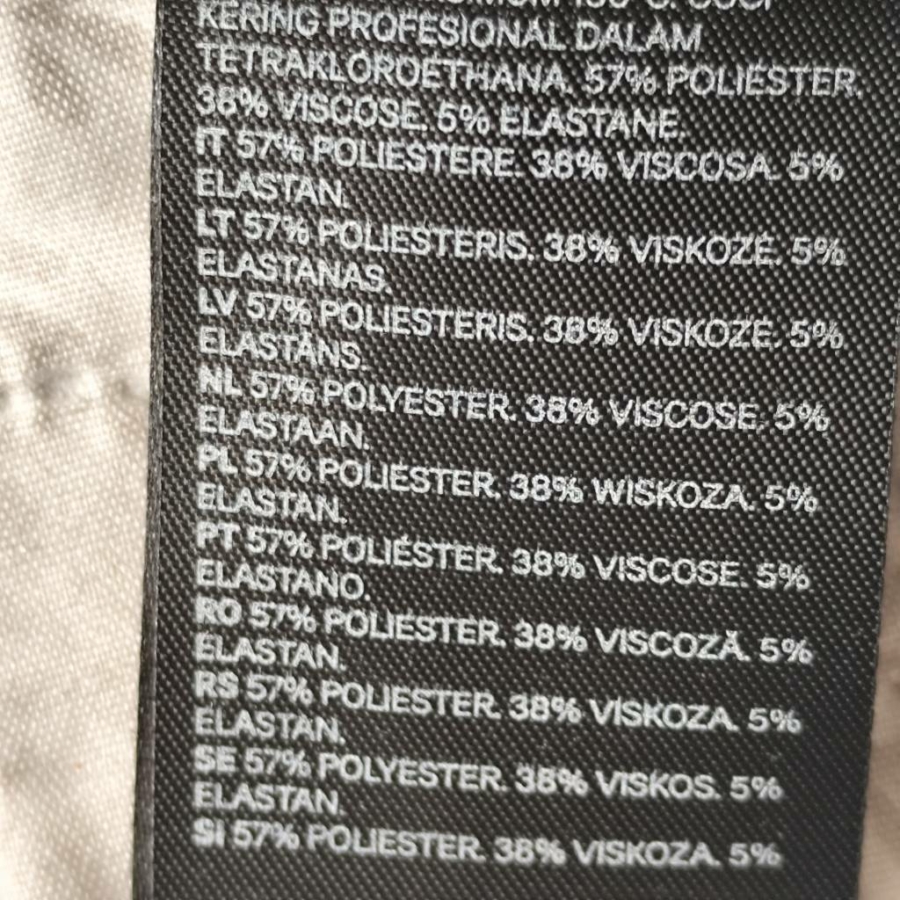 KERING PROFESIONAL DALAM
TETRAKLOROETHANA. 57% POLIESTER.
38% VISCOSE. 5% ELASTANE.
IT 57% POLIESTERE. 38% VISCOSA. 5%
ELASTAN.
LT 57% POLIESTERIS. 38% VISKOZĖ. 5%
ELASTANAS.
LV 57% POLIESTERIS. 38% VISKOZE. 5%
ELASTĀNS.
NL 57% POLYESTER. 38% VISCOSE. 5%
ELASTAAN.
PL 57% POLIESTER. 38% WISKOZA. 5%
ELASTAN.
PT 57% POLIÉSTER. 38% VISCOSE. 5%
ELASTANO.
RO 57% POLIESTER. 38% VISCOZĂ. 5%
ELASTAN.
RS 57% POLIESTER. 38% VISKOZA. 5%
ELASTAN.
SE 57% POLYESTER. 38% VISKOS. 5%
ELASTAN.
SI 57% POLIESTER. 38% VISKOZA. 5%